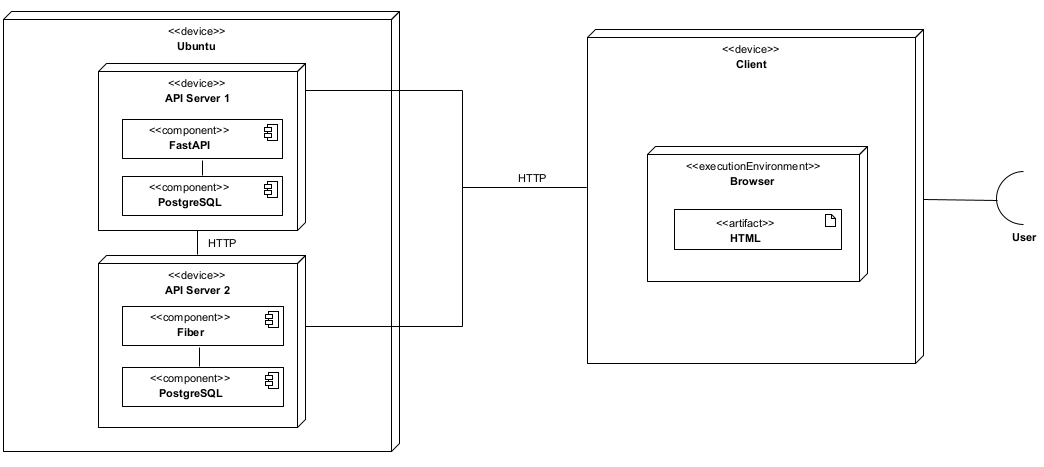 <<device>>
Ubuntu
<<device>>
API Server 1
<<component>>
FastAPI
<<component>>
PostgreSQL
HTTP
<<device>>
API Server 2
<<component>>
Fiber
<<component>>
PostgreSQL
HTTP
<<device>>
Client
<<executionEnvironment>>
Browser
<<artifact>>
HTML
User